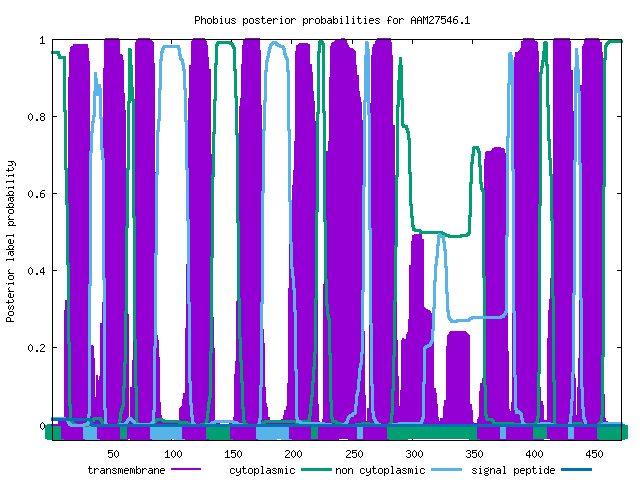 Phobius posterior probabilities for AAM27546.1
1
0.8
0.6
0.4
0.2
0
Posterior label probability
50 100 150 200 250 300 350 400 450
transmembrane cytoplasmic non cytoplasmic signal peptide